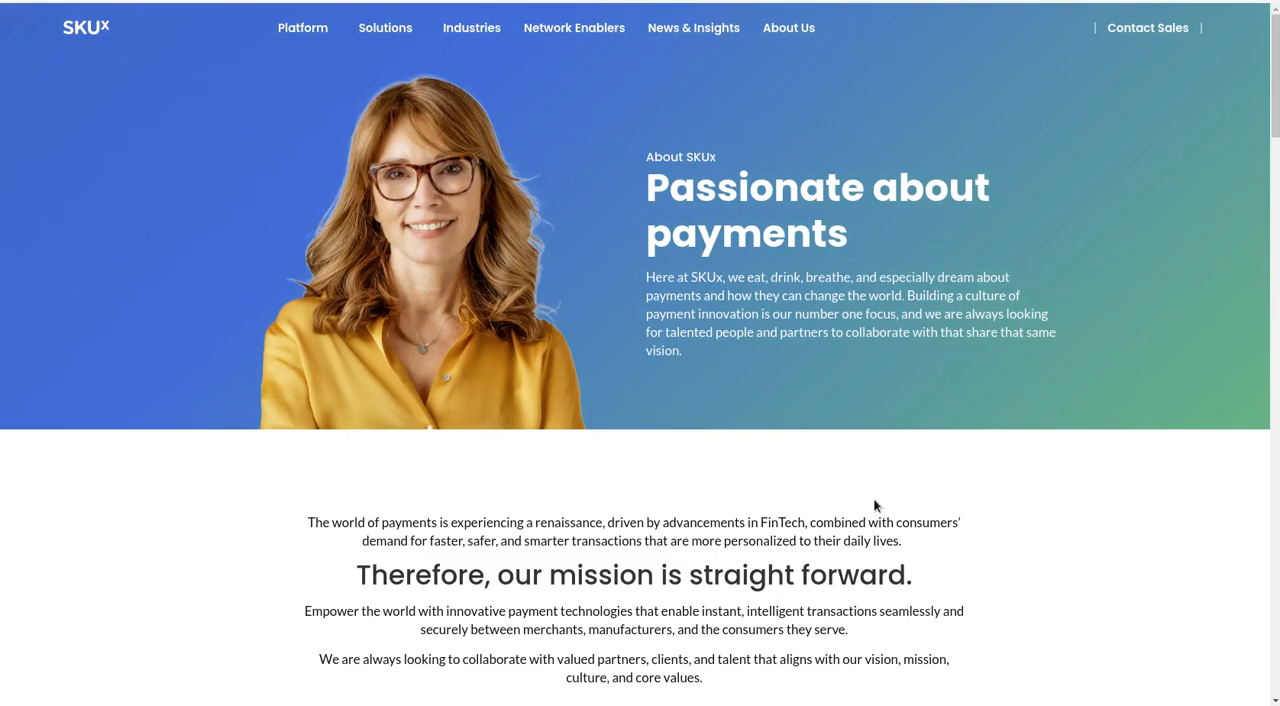 SKUx
Platform Solutions Industries Network Enablers News & Insights About Us | Contact Sales |
About SKUx
Passionate about
payments
Here at SKUx, we eat, drink, breathe, and especially dream about
payments and how they can change the world. Building a culture of
payment innovation is our number one focus, and we are always looking
for talented people and partners to collaborate with that share that same
vision.
The world of payments is experiencing a renaissance, driven by advancements in FinTech, combined with consumers’
demand for faster, safer, and smarter transactions that are more personalized to their daily lives.
Therefore, our mission is straight forward.
Empower the world with innovative payment technologies that enable instant, intelligent transactions seamlessly and
securely between merchants, manufacturers, and the consumers they serve.
We are always looking to collaborate with valued partners, clients, and talent that aligns with our vision, mission,
culture, and core values.